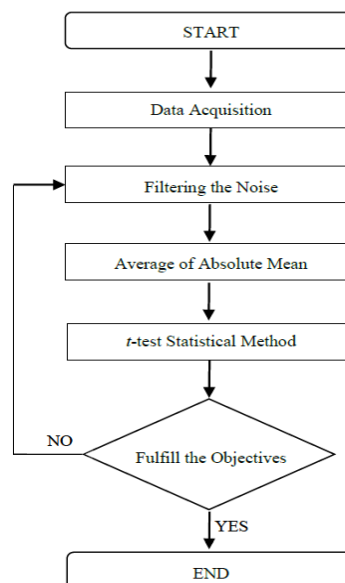 START
Data Acquisition
Filtering the Noise
Average of Absolute Mean
t-test Statistical Method
NO
Fulfill the Objectives
YES
END